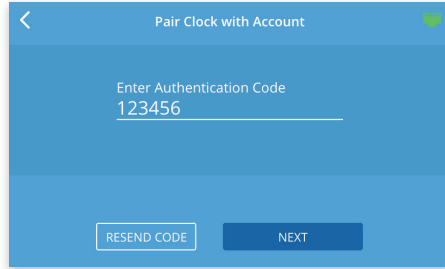 Pair Clock with Account
Enter Authentication Code
123456
RESEND CODE
NEXT